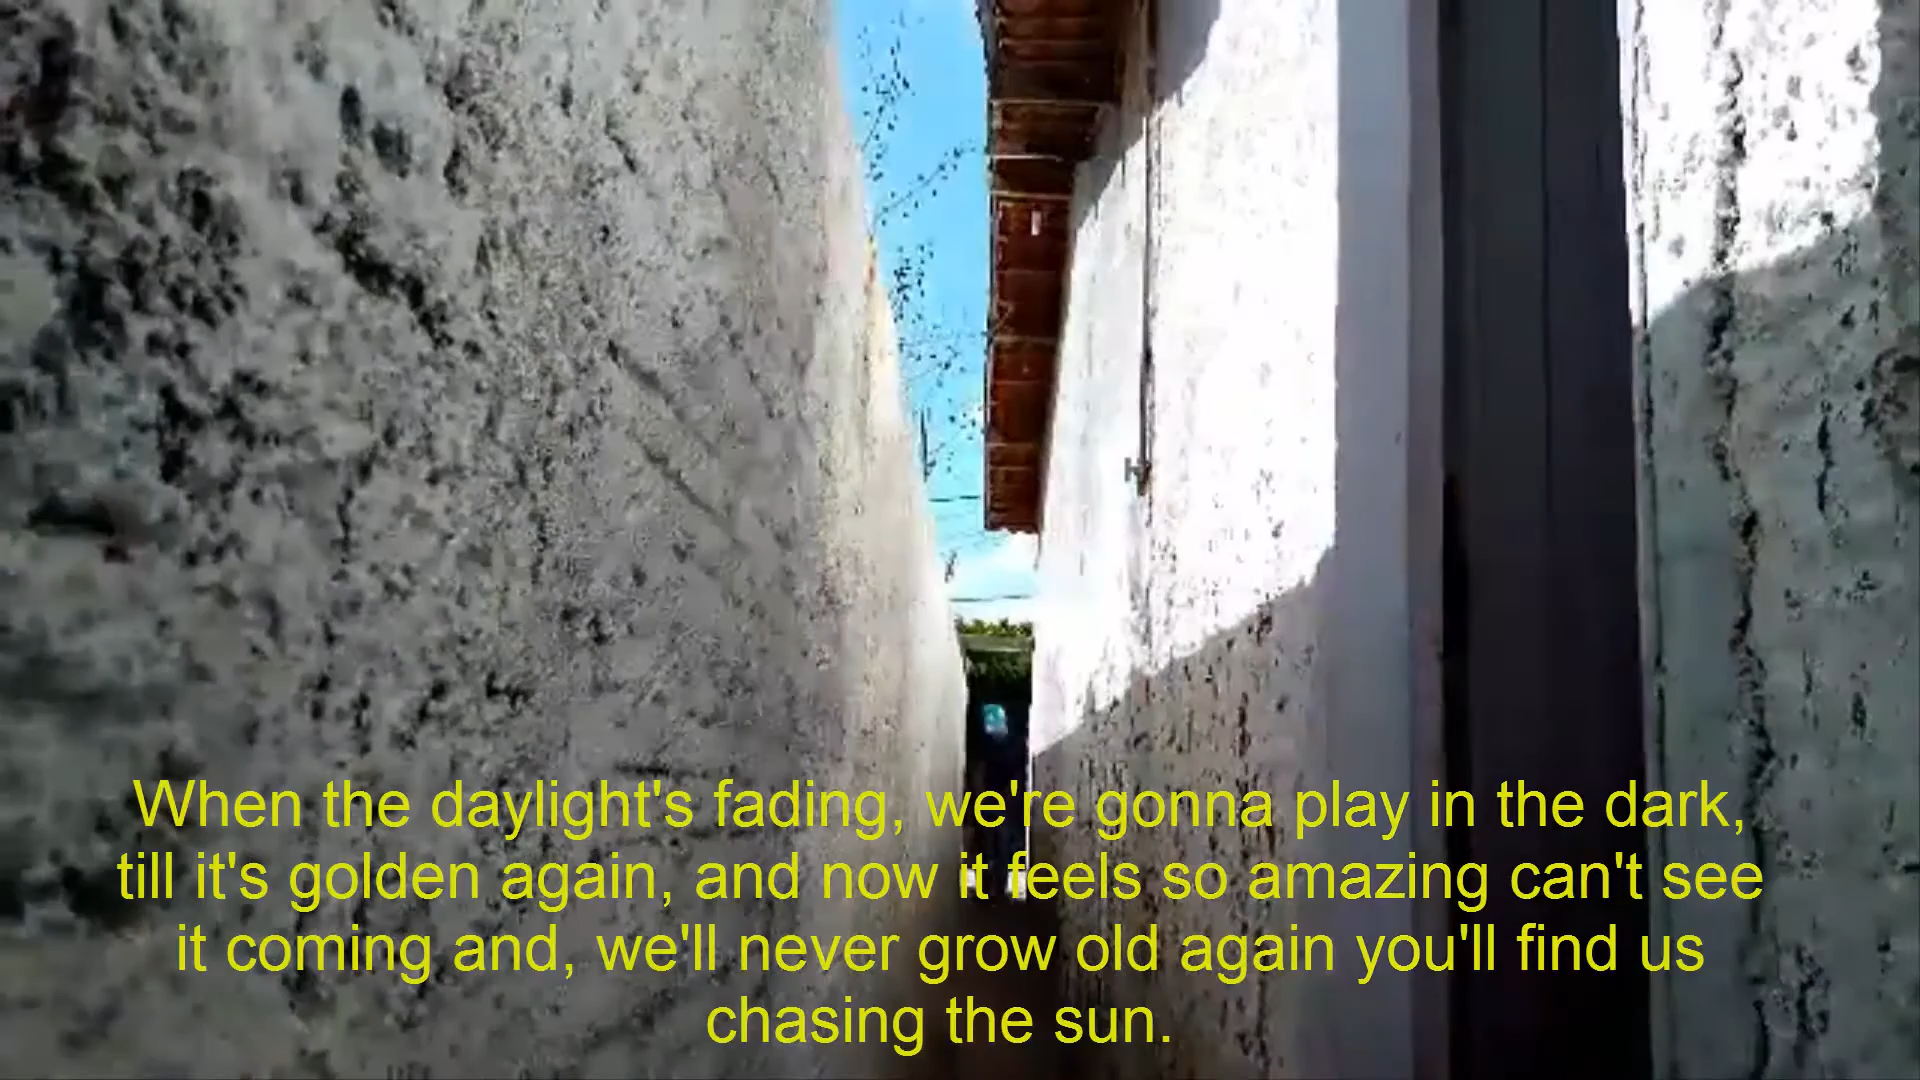 When the daylight's fading, we're gonna play in the dark,
till it's golden again, and now it feels so amazing can't see
it coming and, we'll never grow old again you'll find us
chasing the sun.